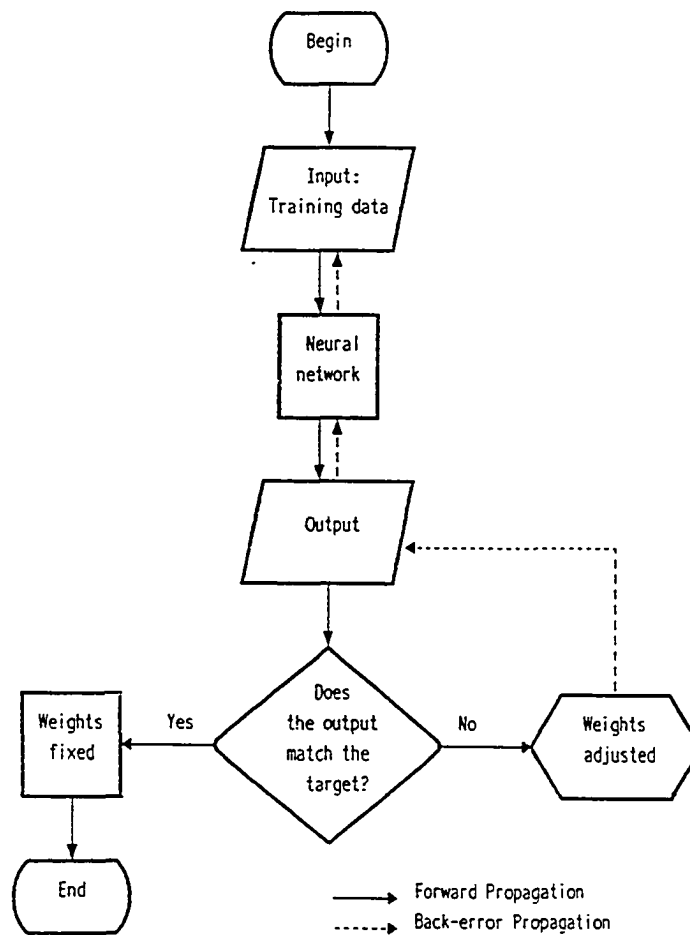 Begin
Input:
Training data
Neural
network
Output
Does
the output
match the
target?
Yes
No
Weights
fixed
Weights
adjusted
End
Forward Propagation
Back-error Propagation